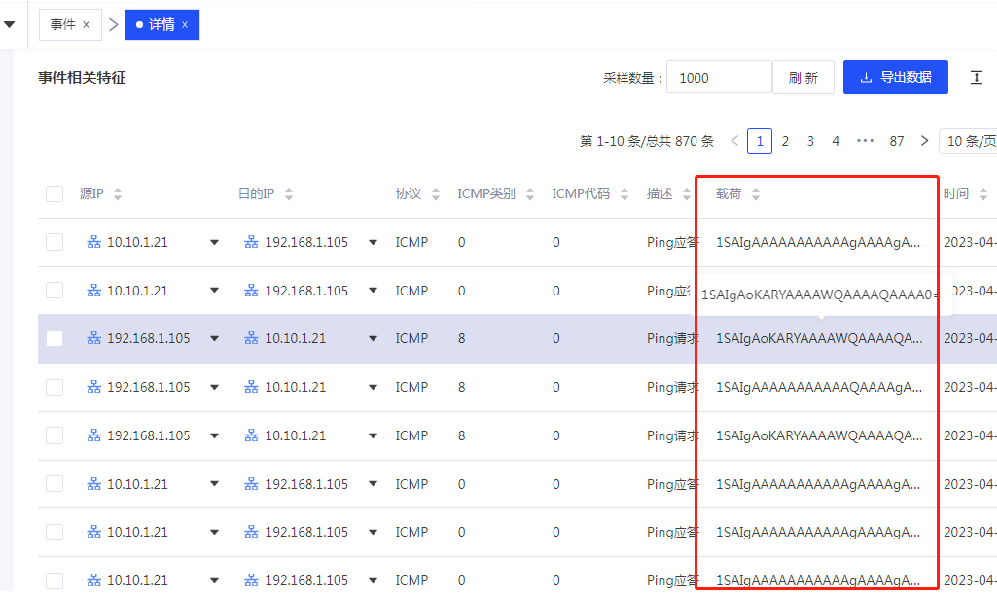 事件 ×
详情 ×
事件相关特征
采样数量： 1000 刷 新 导出数据
第 1-10 条/总共 870 条 1 2 3 4 ••• 87 10 条/页
源IP 目的IP 协议 ICMP类别 ICMP代码 描述 载荷 时间
10.10.1.21 192.168.1.105 ICMP 0 0 Ping应答 1SAIgAAAAAAAAAAAgAAAAgA... 2023-04-
10.10.1.21 192.168.1.105 ICMP 0 0 Ping应 1SAIgAoKARYAAAAWQAAAAQAAAA0= 2023-04-
192.168.1.105 10.10.1.21 ICMP 8 0 Ping请求 1SAIgAoKARYAAAAWQAAAAQA... 2023-04-
192.168.1.105 10.10.1.21 ICMP 8 0 Ping请求 1SAIgAAAAAAAAAAAQAAAAgA... 2023-04-
192.168.1.105 10.10.1.21 ICMP 8 0 Ping请求 1SAIgAoKARYAAAAWQAAAAQA... 2023-04-
10.10.1.21 192.168.1.105 ICMP 0 0 Ping应答 1SAIgAAAAAAAAAAAgAAAAgA... 2023-04-
10.10.1.21 192.168.1.105 ICMP 0 0 Ping应答 1SAIgAAAAAAAAAAAgAAAAgA... 2023-04-
10.10.1.21 192.168.1.105 ICMP 0 0 Ping应答 1SAIgAAAAAAAAAAAgAAAAgA... 2023-04-